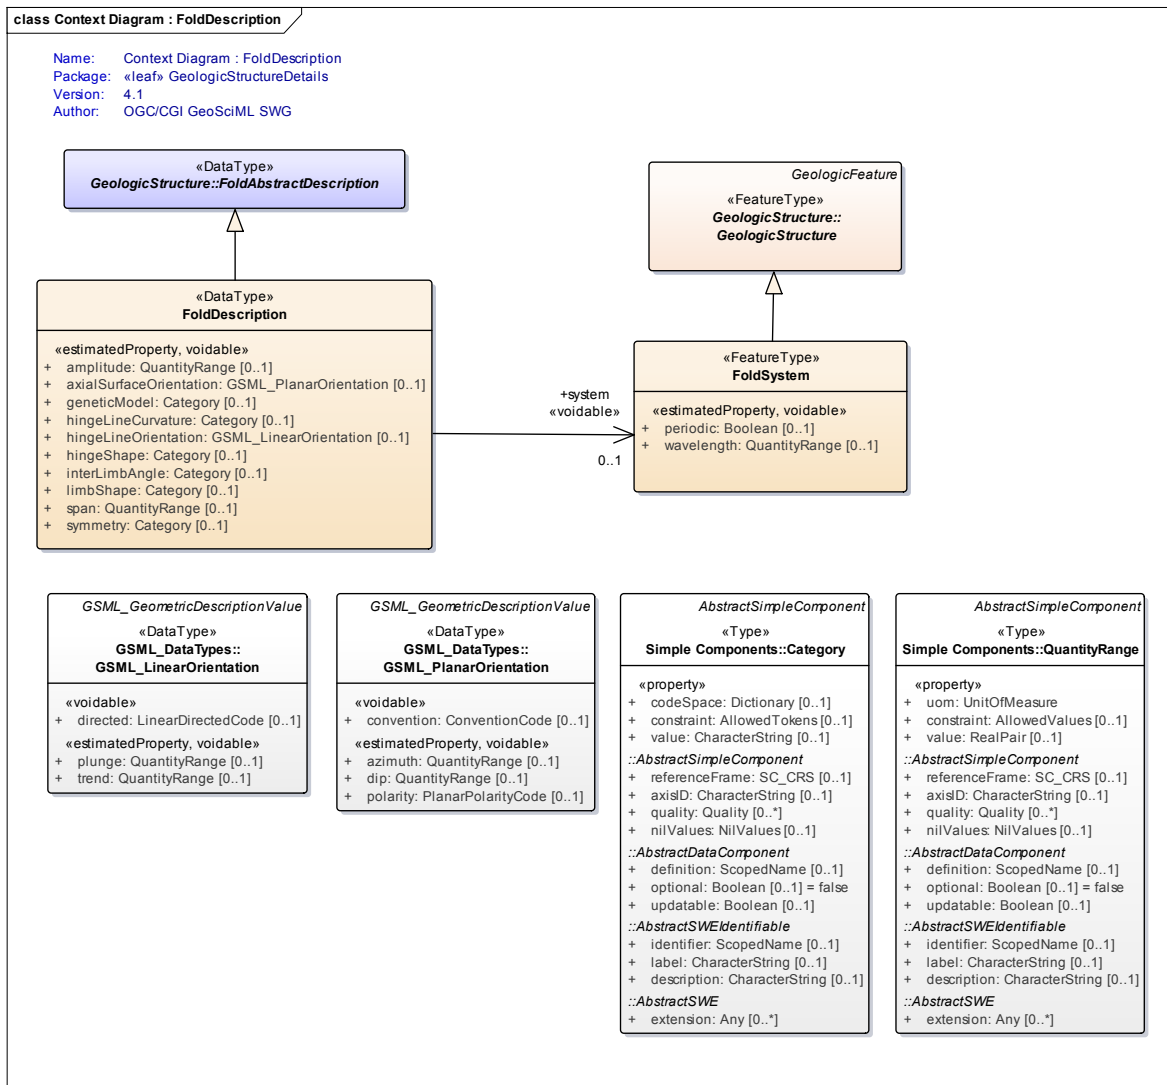 class Context Diagram : FoldDescription
Name: Context Diagram : FoldDescription
Package: «leaf» GeologicStructureDetails
Version: 4.1
Author: OGC/CGI GeoSciML SWG
«DataType»
GeologicStructure::FoldAbstractDescription
GeologicFeature
«FeatureType»
GeologicStructure::
GeologicStructure
«DataType»
FoldDescription
«estimatedProperty, voidable»
+ amplitude: QuantityRange [0..1]
+ axialSurfaceOrientation: GSML_PlanarOrientation [0..1]
+ geneticModel: Category [0..1]
+ hingeLineCurvature: Category [0..1]
+ hingeLineOrientation: GSML_LinearOrientation [0..1]
+ hingeShape: Category [0..1]
+ interLimbAngle: Category [0..1]
+ limbShape: Category [0..1]
+ span: QuantityRange [0..1]
+ symmetry: Category [0..1]
+system
«voidable»
0..1
«FeatureType»
FoldSystem
«estimatedProperty, voidable»
+ periodic: Boolean [0..1]
+ wavelength: QuantityRange [0..1]
GSML_GeometricDescriptionValue
«DataType»
GSML_DataTypes::
GSML_LinearOrientation
«voidable»
+ directed: LinearDirectedCode [0..1]
«estimatedProperty, voidable»
+ plunge: QuantityRange [0..1]
+ trend: QuantityRange [0..1]
GSML_GeometricDescriptionValue
«DataType»
GSML_DataTypes::
GSML_PlanarOrientation
«voidable»
+ convention: ConventionCode [0..1]
«estimatedProperty, voidable»
+ azimuth: QuantityRange [0..1]
+ dip: QuantityRange [0..1]
+ polarity: PlanarPolarityCode [0..1]
AbstractSimpleComponent
«Type»
Simple Components::Category
«property»
+ codeSpace: Dictionary [0..1]
+ constraint: AllowedTokens [0..1]
+ value: CharacterString [0..1]
::AbstractSimpleComponent
+ referenceFrame: SC_CRS [0..1]
+ axisID: CharacterString [0..1]
+ quality: Quality [0..*]
+ nilValues: NilValues [0..1]
::AbstractDataComponent
+ definition: ScopedName [0..1]
+ optional: Boolean [0..1] = false
+ updatable: Boolean [0..1]
::AbstractSWEIdentifiable
+ identifier: ScopedName [0..1]
+ label: CharacterString [0..1]
+ description: CharacterString [0..1]
::AbstractSWE
+ extension: Any [0..*]
AbstractSimpleComponent
«Type»
Simple Components::QuantityRange
«property»
+ uom: UnitOfMeasure
+ constraint: AllowedValues [0..1]
+ value: RealPair [0..1]
::AbstractSimpleComponent
+ referenceFrame: SC_CRS [0..1]
+ axisID: CharacterString [0..1]
+ quality: Quality [0..*]
+ nilValues: NilValues [0..1]
::AbstractDataComponent
+ definition: ScopedName [0..1]
+ optional: Boolean [0..1] = false
+ updatable: Boolean [0..1]
::AbstractSWEIdentifiable
+ identifier: ScopedName [0..1]
+ label: CharacterString [0..1]
+ description: CharacterString [0..1]
::AbstractSWE
+ extension: Any [0..*]